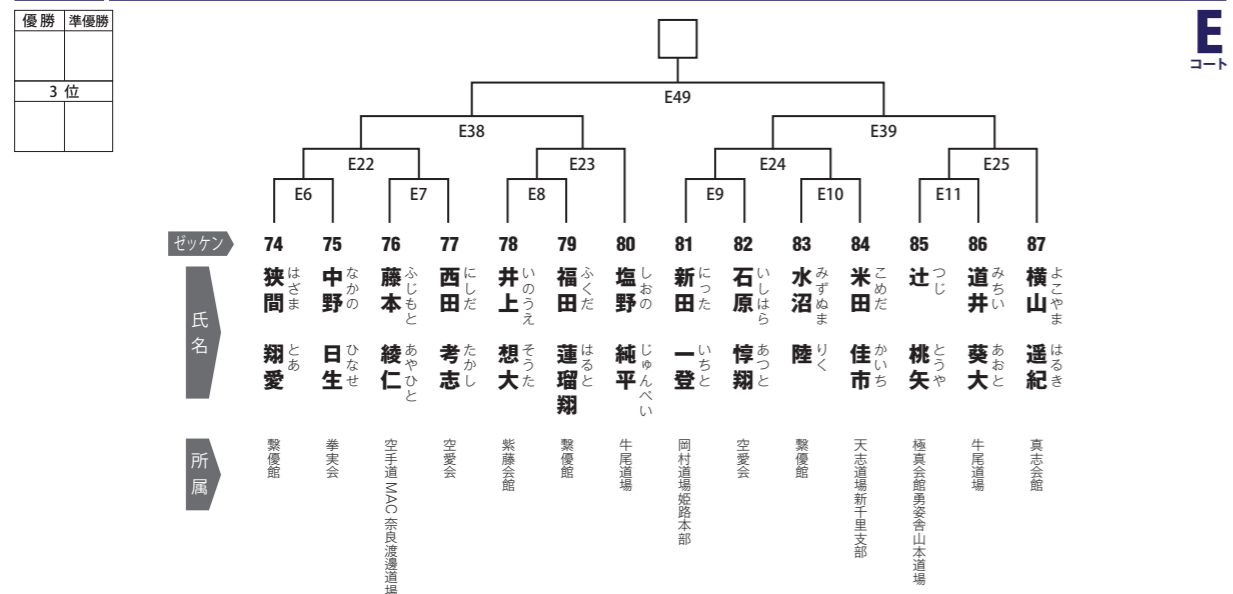 優勝 準優勝
3 位
E
コート
E49
E38 E39
E22 E23 E24 E25
E6 E7 E8 E9 E10 E11
ゼッケン 74 75 76 77 78 79 80 81 82 83 84 85 86 87
氏名
狭間 翔愛 はざま とあ
中野 日生 なかの ひなせ
藤本 綾仁 ふじもと あやひと
西田 考志 にしだ たかし
井上 想大 いのうえ そうた
福田 蓮瑠翔 ふくだ はると
塩野 純平 しおの じゅんぺい
新田 一登 にった いちと
石原 惇翔 いしはら あつと
水沼 陸 みずぬま りく
米田 佳市 こめだ かいち
辻 桃矢 つじ とうや
道井 葵大 みちい あおと
横山 遥紀 よこやま はるき
所属
繋優館
拳実会
空手道 MAC 奈良渡邊道場
空愛会
紫藤会館
繋優館
牛尾道場
岡村道場姫路本部
空愛会
繋優館
天志道場新千里支部
極真会館勇姿舎山本道場
牛尾道場
真志会館